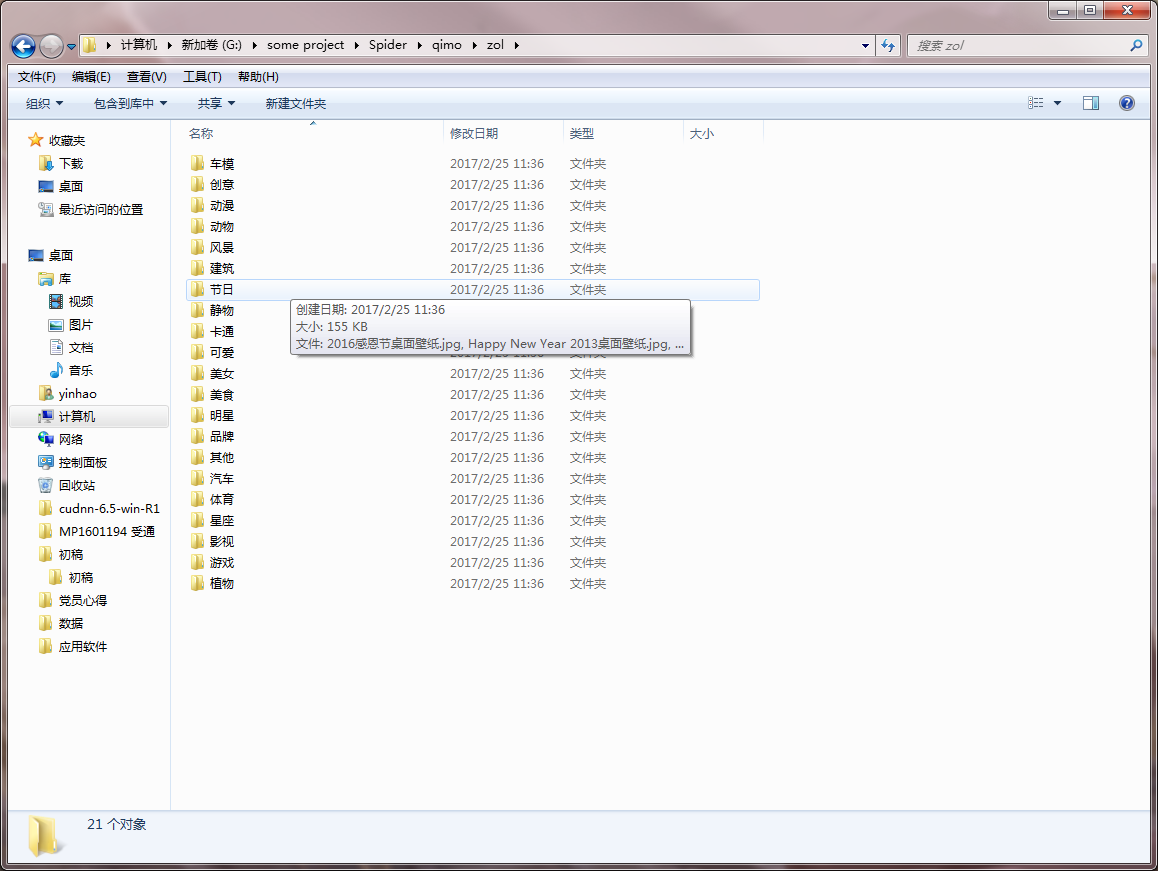 计算机 新加卷 (G:) some project Spider qimo zol
搜索 zol
文件(F) 编辑(E) 查看(V) 工具(T) 帮助(H)
组织 包含到库中 共享 新建文件夹
收藏夹
下载
桌面
最近访问的位置
桌面
库
视频
图片
文档
音乐
yinhao
计算机
网络
控制面板
回收站
cudnn-6.5-win-R1
MP1601194 受通
初稿
初稿
党员心得
数据
应用软件
名称 修改日期 类型 大小
车模 2017/2/25 11:36 文件夹
创意 2017/2/25 11:36 文件夹
动漫 2017/2/25 11:36 文件夹
动物 2017/2/25 11:36 文件夹
风景 2017/2/25 11:36 文件夹
建筑 2017/2/25 11:36 文件夹
节日 2017/2/25 11:36 文件夹
静物
卡通
可爱
创建日期: 2017/2/25 11:36
大小: 155 KB
文件: 2016感恩节桌面壁纸.jpg, Happy New Year 2013桌面壁纸.jpg, ...
美女 2017/2/25 11:36 文件夹
美食 2017/2/25 11:36 文件夹
明星 2017/2/25 11:36 文件夹
品牌 2017/2/25 11:36 文件夹
其他 2017/2/25 11:36 文件夹
汽车 2017/2/25 11:36 文件夹
体育 2017/2/25 11:36 文件夹
星座 2017/2/25 11:36 文件夹
影视 2017/2/25 11:36 文件夹
游戏 2017/2/25 11:36 文件夹
植物 2017/2/25 11:36 文件夹
21 个对象